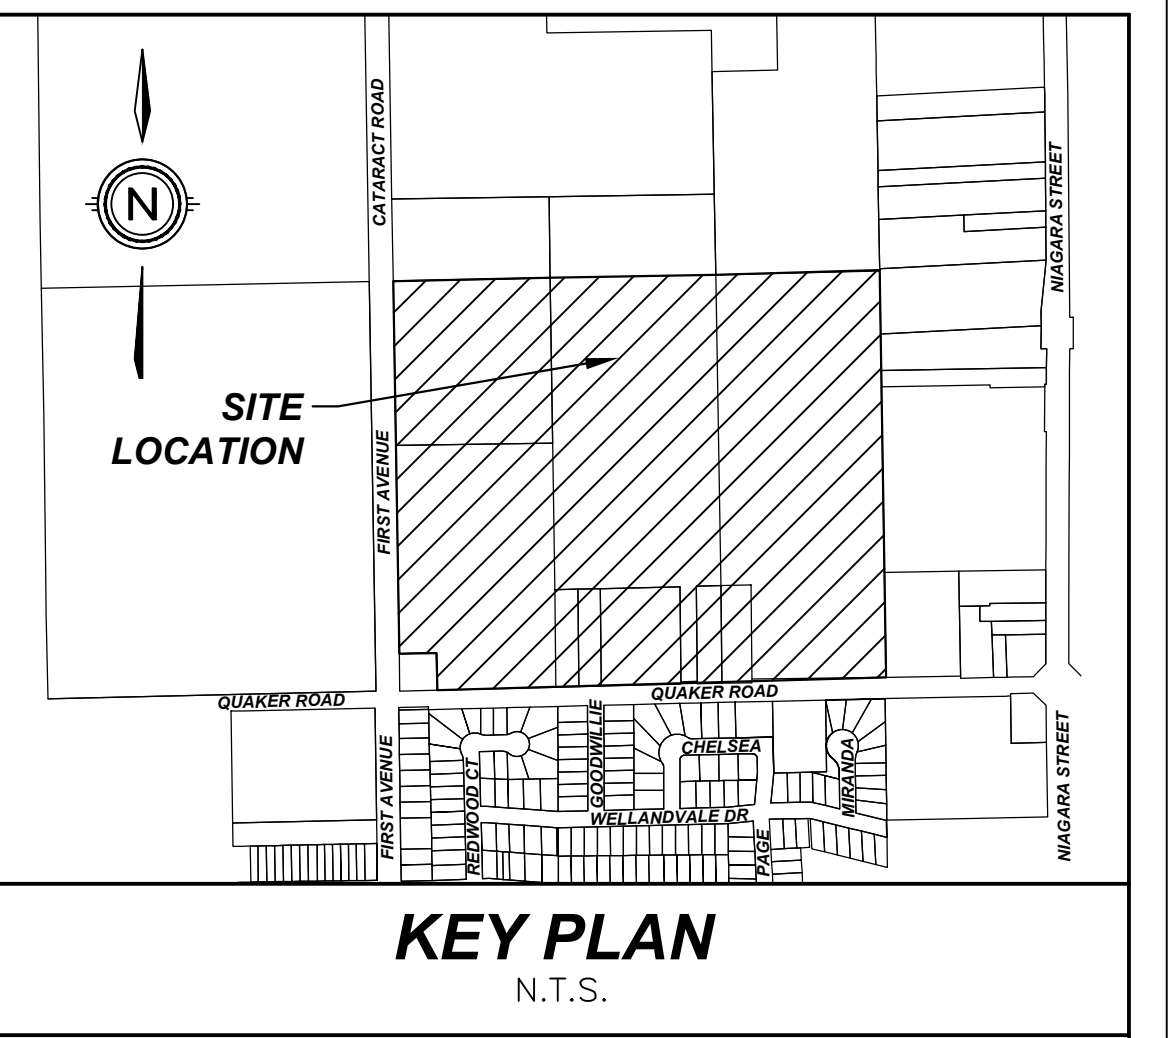 CATARACT ROAD
NIAGARA STREET
N
SITE
LOCATION
FIRST AVENUE
QUAKER ROAD
QUAKER ROAD
FIRST AVENUE
REDWOOD CT
GOODWILLIE
CHELSEA
MIRANDA
WELLANDVALE DR
PAGE
NIAGARA STREET
KEY PLAN
N.T.S.